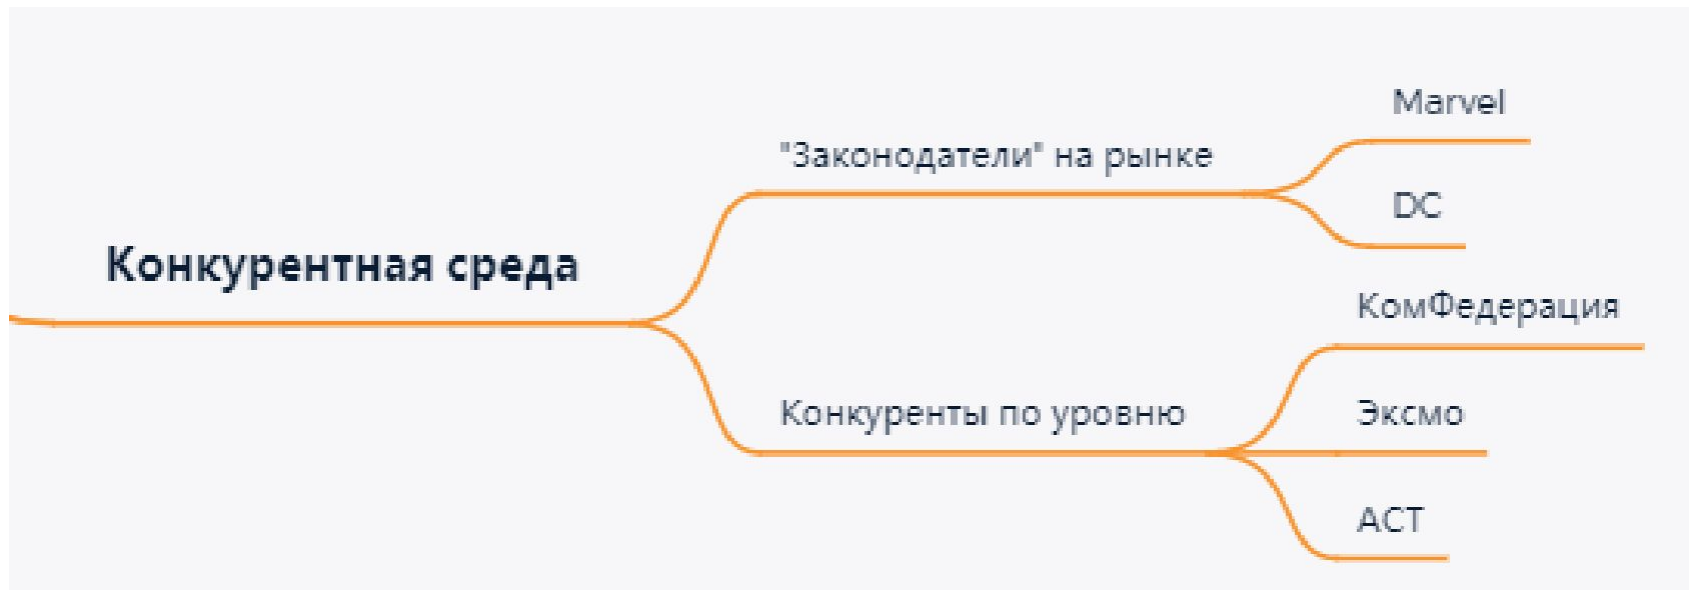 Конкурентная среда
"Законодатели" на рынке
Marvel
DC
Конкуренты по уровню
КомФедерация
Эксмо
АСТ